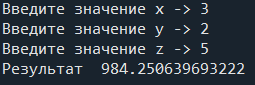 Введите значение x -> 3
Введите значение y -> 2
Введите значение z -> 5
Результат  984.250639693222